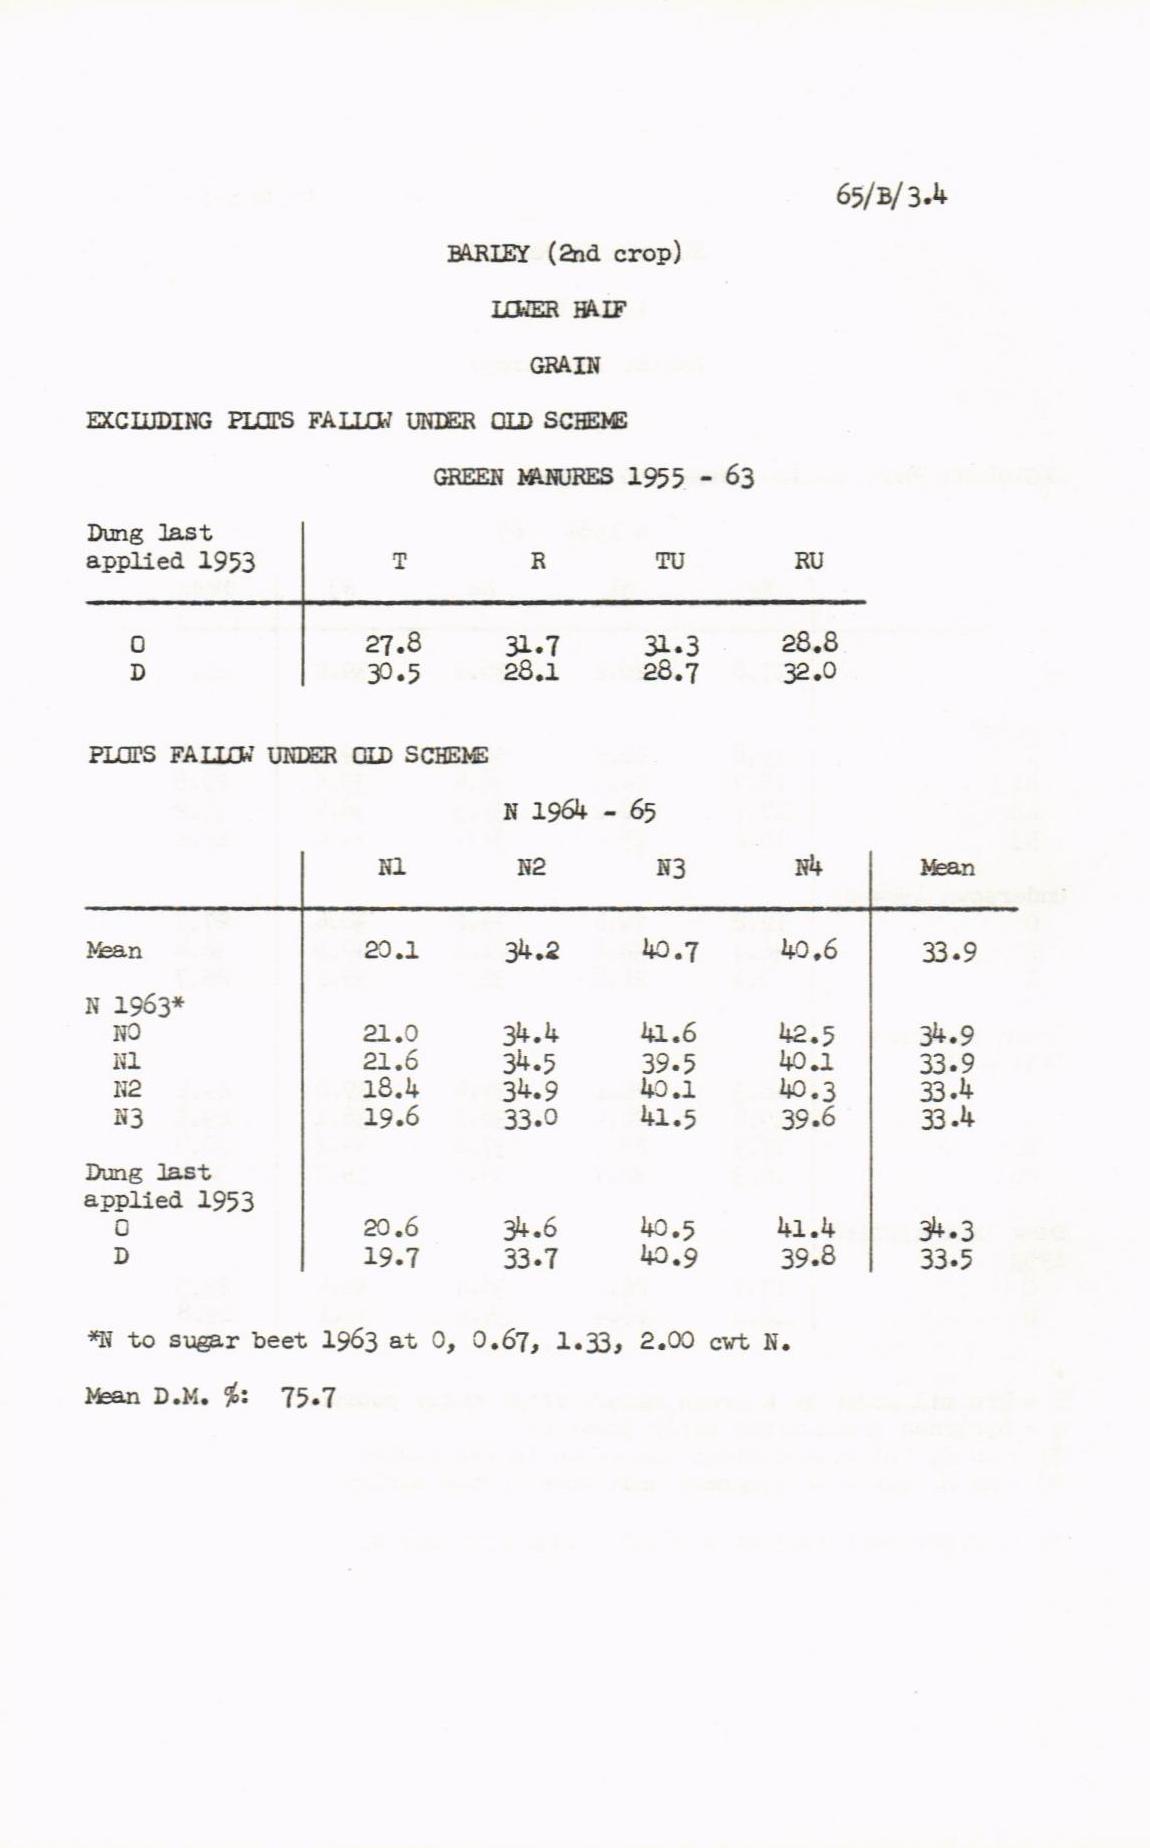 65/B/3.4
BARLEY (2nd crop)
LOWER HALF
GRAIN
EXCLUDING PLOTS FALLOW UNDER OLD SCHEME
GREEN MANURES 1955 - 63
Dung last
applied 1953 T R TU RU
O 27.8 31.7 31.3 28.8
D 30.5 28.1 28.7 32.0
PLOTS FALLOW UNDER OLD SCHEME
N 1964 - 65
N1 N2 N3 N4 Mean
Mean 20.1 34.2 40.7 40.6 33.9
N 1963*
NO 21.0 34.4 41.6 42.5 34.9
N1 21.6 34.5 39.5 40.1 33.9
N2 18.4 34.9 40.1 40.3 33.4
N3 19.6 33.0 41.5 39.6 33.4
Dung last
applied 1953
O 20.6 34.6 40.5 41.4 34.3
D 19.7 33.7 40.9 39.8 33.5
*N to sugar beet 1963 at 0, 0.67, 1.33, 2.00 cwt N.
Mean D.M. %: 75.7